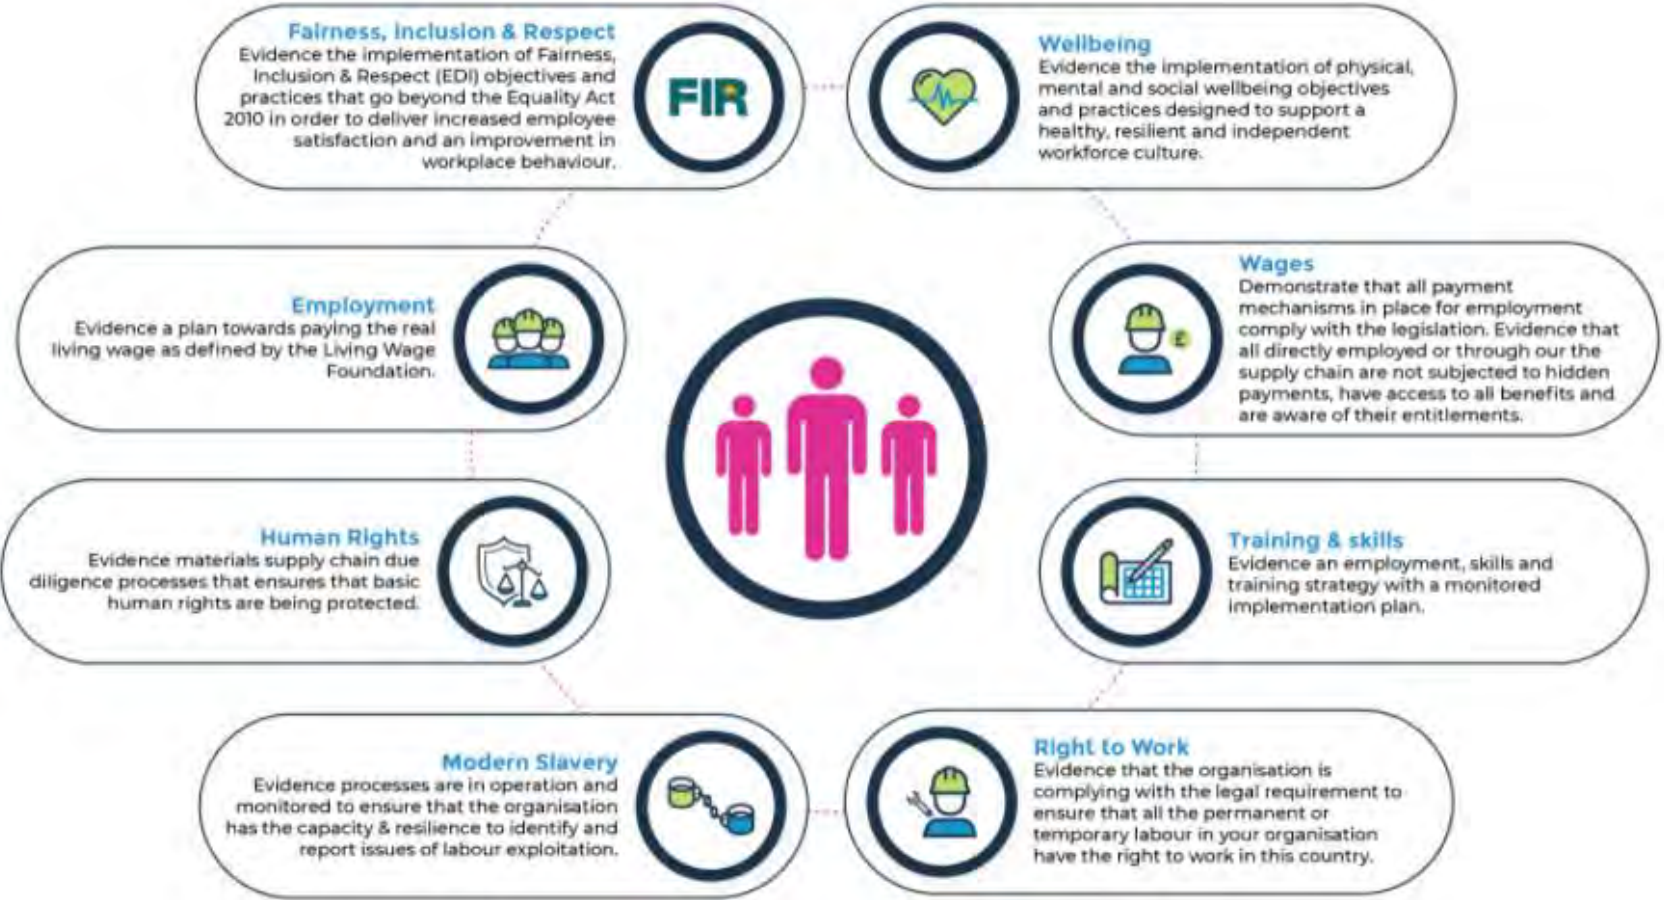 Fairness, Inclusion & Respect
Evidence the implementation of Fairness,
Inclusion & Respect (EDI) objectives and
practices that go beyond the Equality Act
2010 in order to deliver increased employee
satisfaction and an improvement in
workplace behaviour.
FIR
Wellbeing
Evidence the implementation of physical,
mental and social wellbeing objectives
and practices designed to support a
healthy, resilient and independent
workforce culture.
Employment
Evidence a plan towards paying the real
living wage as defined by the Living Wage
Foundation.
Wages
Demonstrate that all payment
mechanisms in place for employment
comply with the legislation. Evidence that
all directly employed or through our the
supply chain are not subjected to hidden
payments, have access to all benefits and
are aware of their entitlements.
£
Human Rights
Evidence materials supply chain due
diligence processes that ensures that basic
human rights are being protected.
Training & skills
Evidence an employment, skills and
training strategy with a monitored
implementation plan.
Modern Slavery
Evidence processes are in operation and
monitored to ensure that the organisation
has the capacity & resilience to identify and
report issues of labour exploitation.
Right to Work
Evidence that the organisation is
complying with the legal requirement to
ensure that all the permanent or
temporary labour in your organisation
have the right to work in this country.